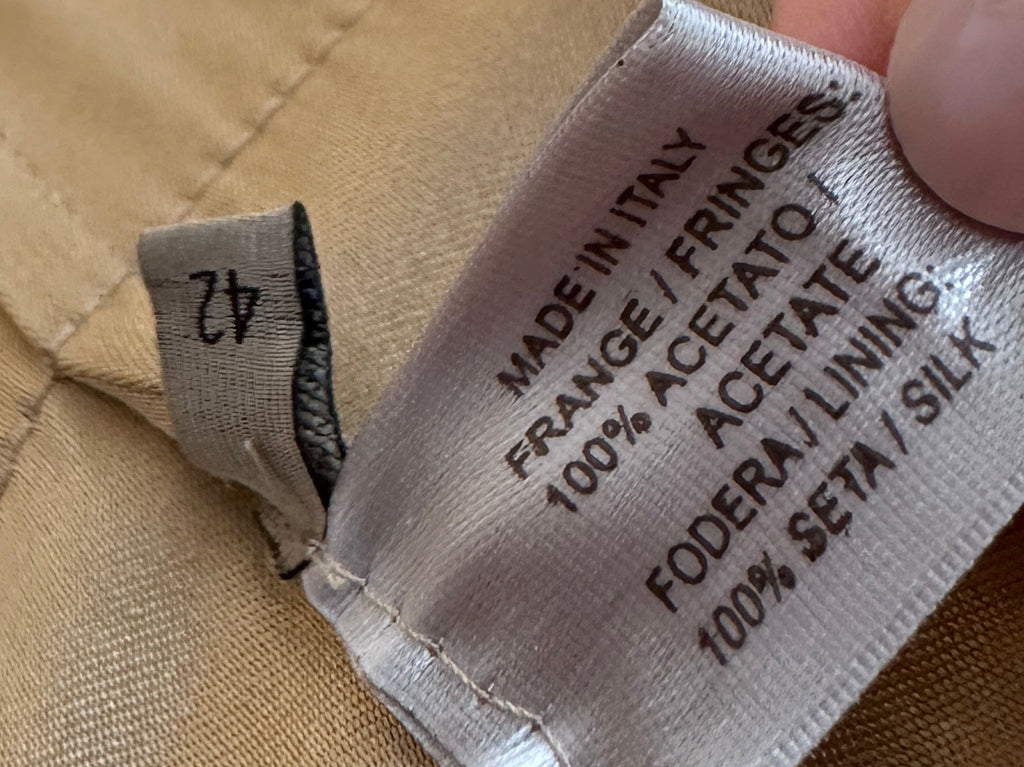 42
MADE IN ITALY
FRANGE / FRINGES:
100% ACETATO /
ACETATE
FODERA / LINING:
100% SETA / SILK